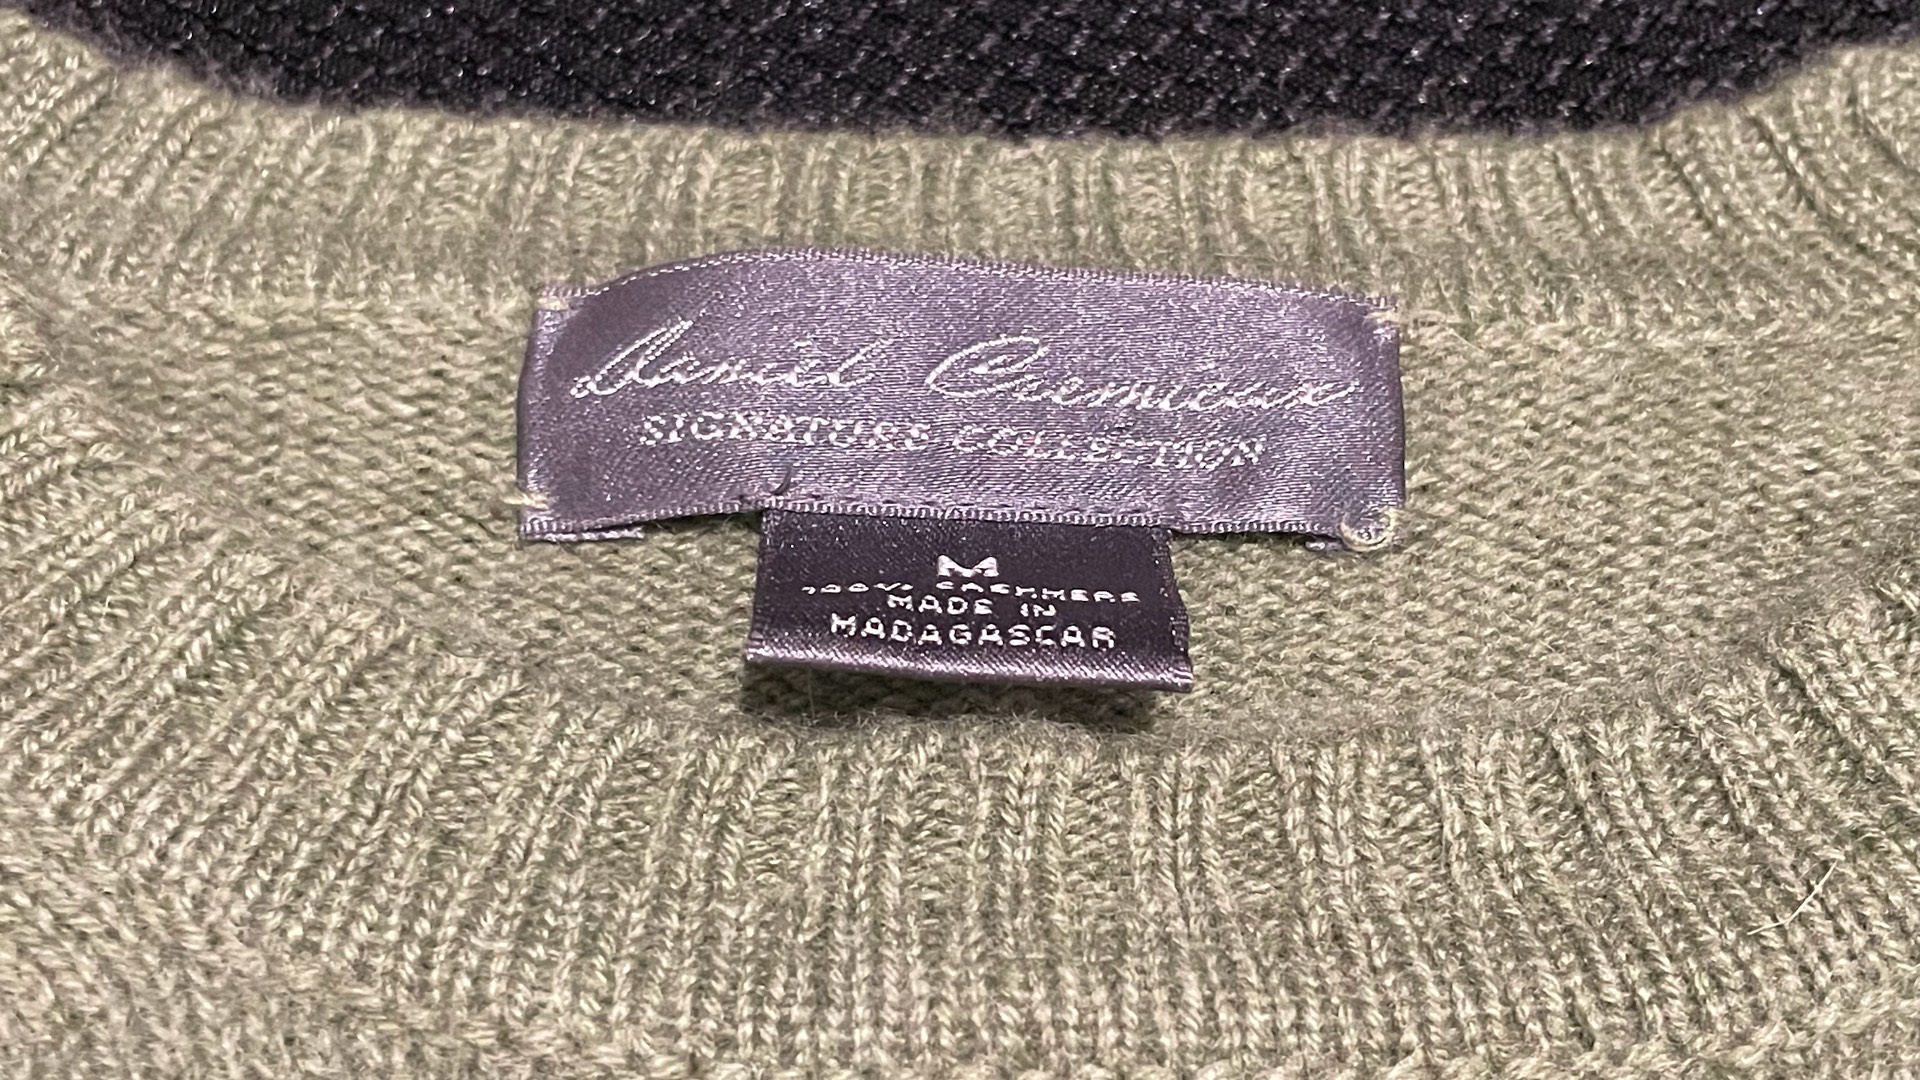 Daniel Cremieux
SIGNATURE COLLECTION
M
100% CASHMERE
MADE IN
MADAGASCAR